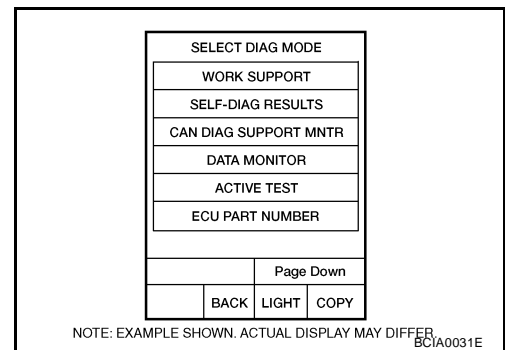 SELECT DIAG MODE
WORK SUPPORT
SELF-DIAG RESULTS
CAN DIAG SUPPORT MNTR
DATA MONITOR
ACTIVE TEST
ECU PART NUMBER
Page Down
BACK LIGHT COPY
NOTE: EXAMPLE SHOWN. ACTUAL DISPLAY MAY DIFFER.
BCIA0031E